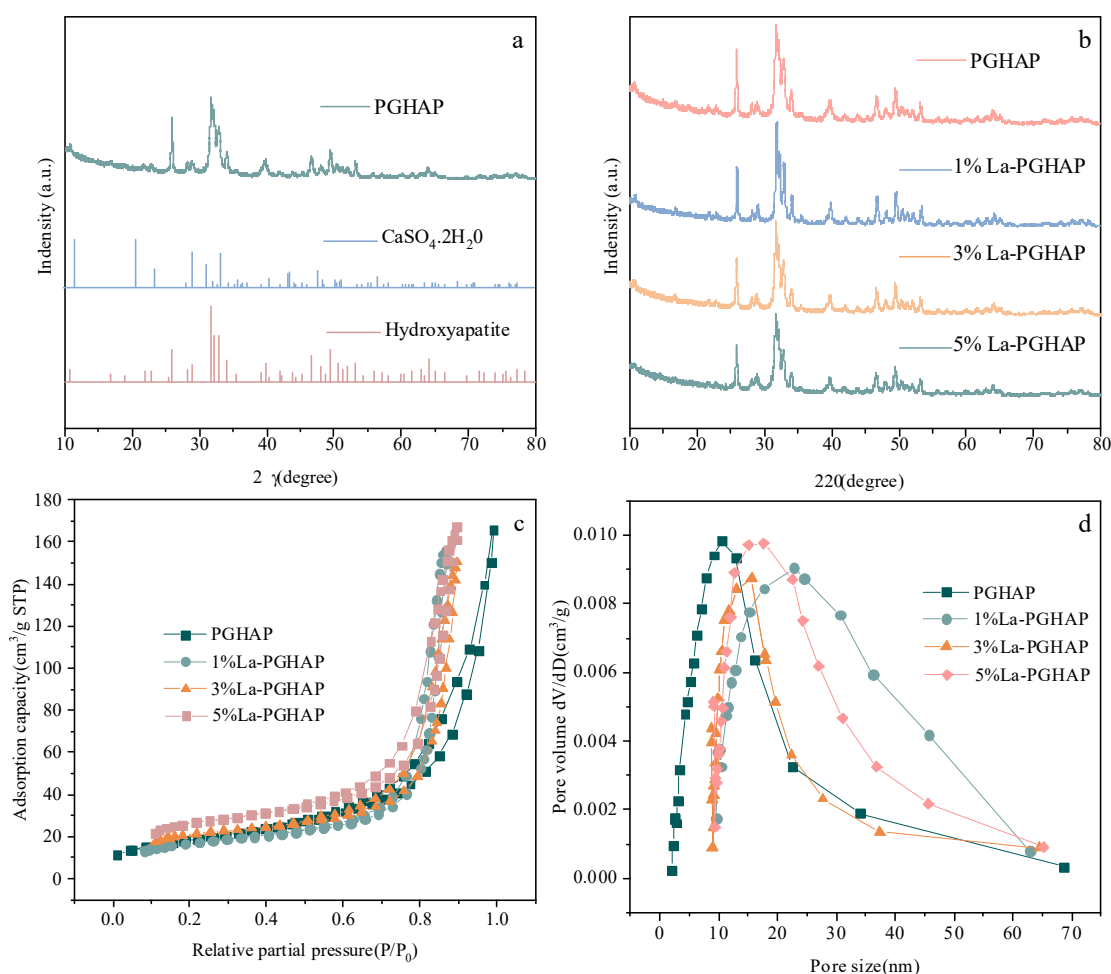 a
PGHAP
CaSO₄.2H₂0
Hydroxyapatite
Indensity (a.u.)
10 20 30 40 50 60 70 80
2 γ(degree)
b
PGHAP
1% La-PGHAP
3% La-PGHAP
5% La-PGHAP
Indensity (a.u.)
10 20 30 40 50 60 70 80
220(degree)
c
180
160
140
120
100
80
60
40
20
0
PGHAP
1%La-PGHAP
3%La-PGHAP
5%La-PGHAP
Adsorption capacity(cm³/g STP)
0.0 0.2 0.4 0.6 0.8 1.0
Relative partial pressure(P/P₀)
d
0.010
0.008
0.006
0.004
0.002
0.000
PGHAP
1%La-PGHAP
3%La-PGHAP
5%La-PGHAP
Pore volume dV/dD(cm³/g)
0 10 20 30 40 50 60 70
Pore size(nm)